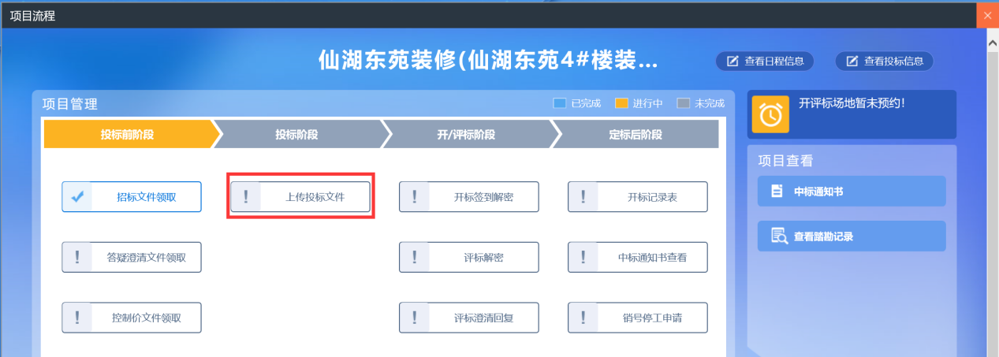 项目流程
仙湖东苑装修(仙湖东苑4#楼装...
查看日程信息
查看投标信息
项目管理
已完成
进行中
未完成
开评标场地暂未预约!
投标前阶段
投标阶段
开/评标阶段
定标后阶段
项目查看
招标文件领取
上传投标文件
开标签到解密
开标记录表
中标通知书
查看踏勘记录
答疑澄清文件领取
评标解密
中标通知书查看
控制价文件领取
评标澄清回复
销号停工申请